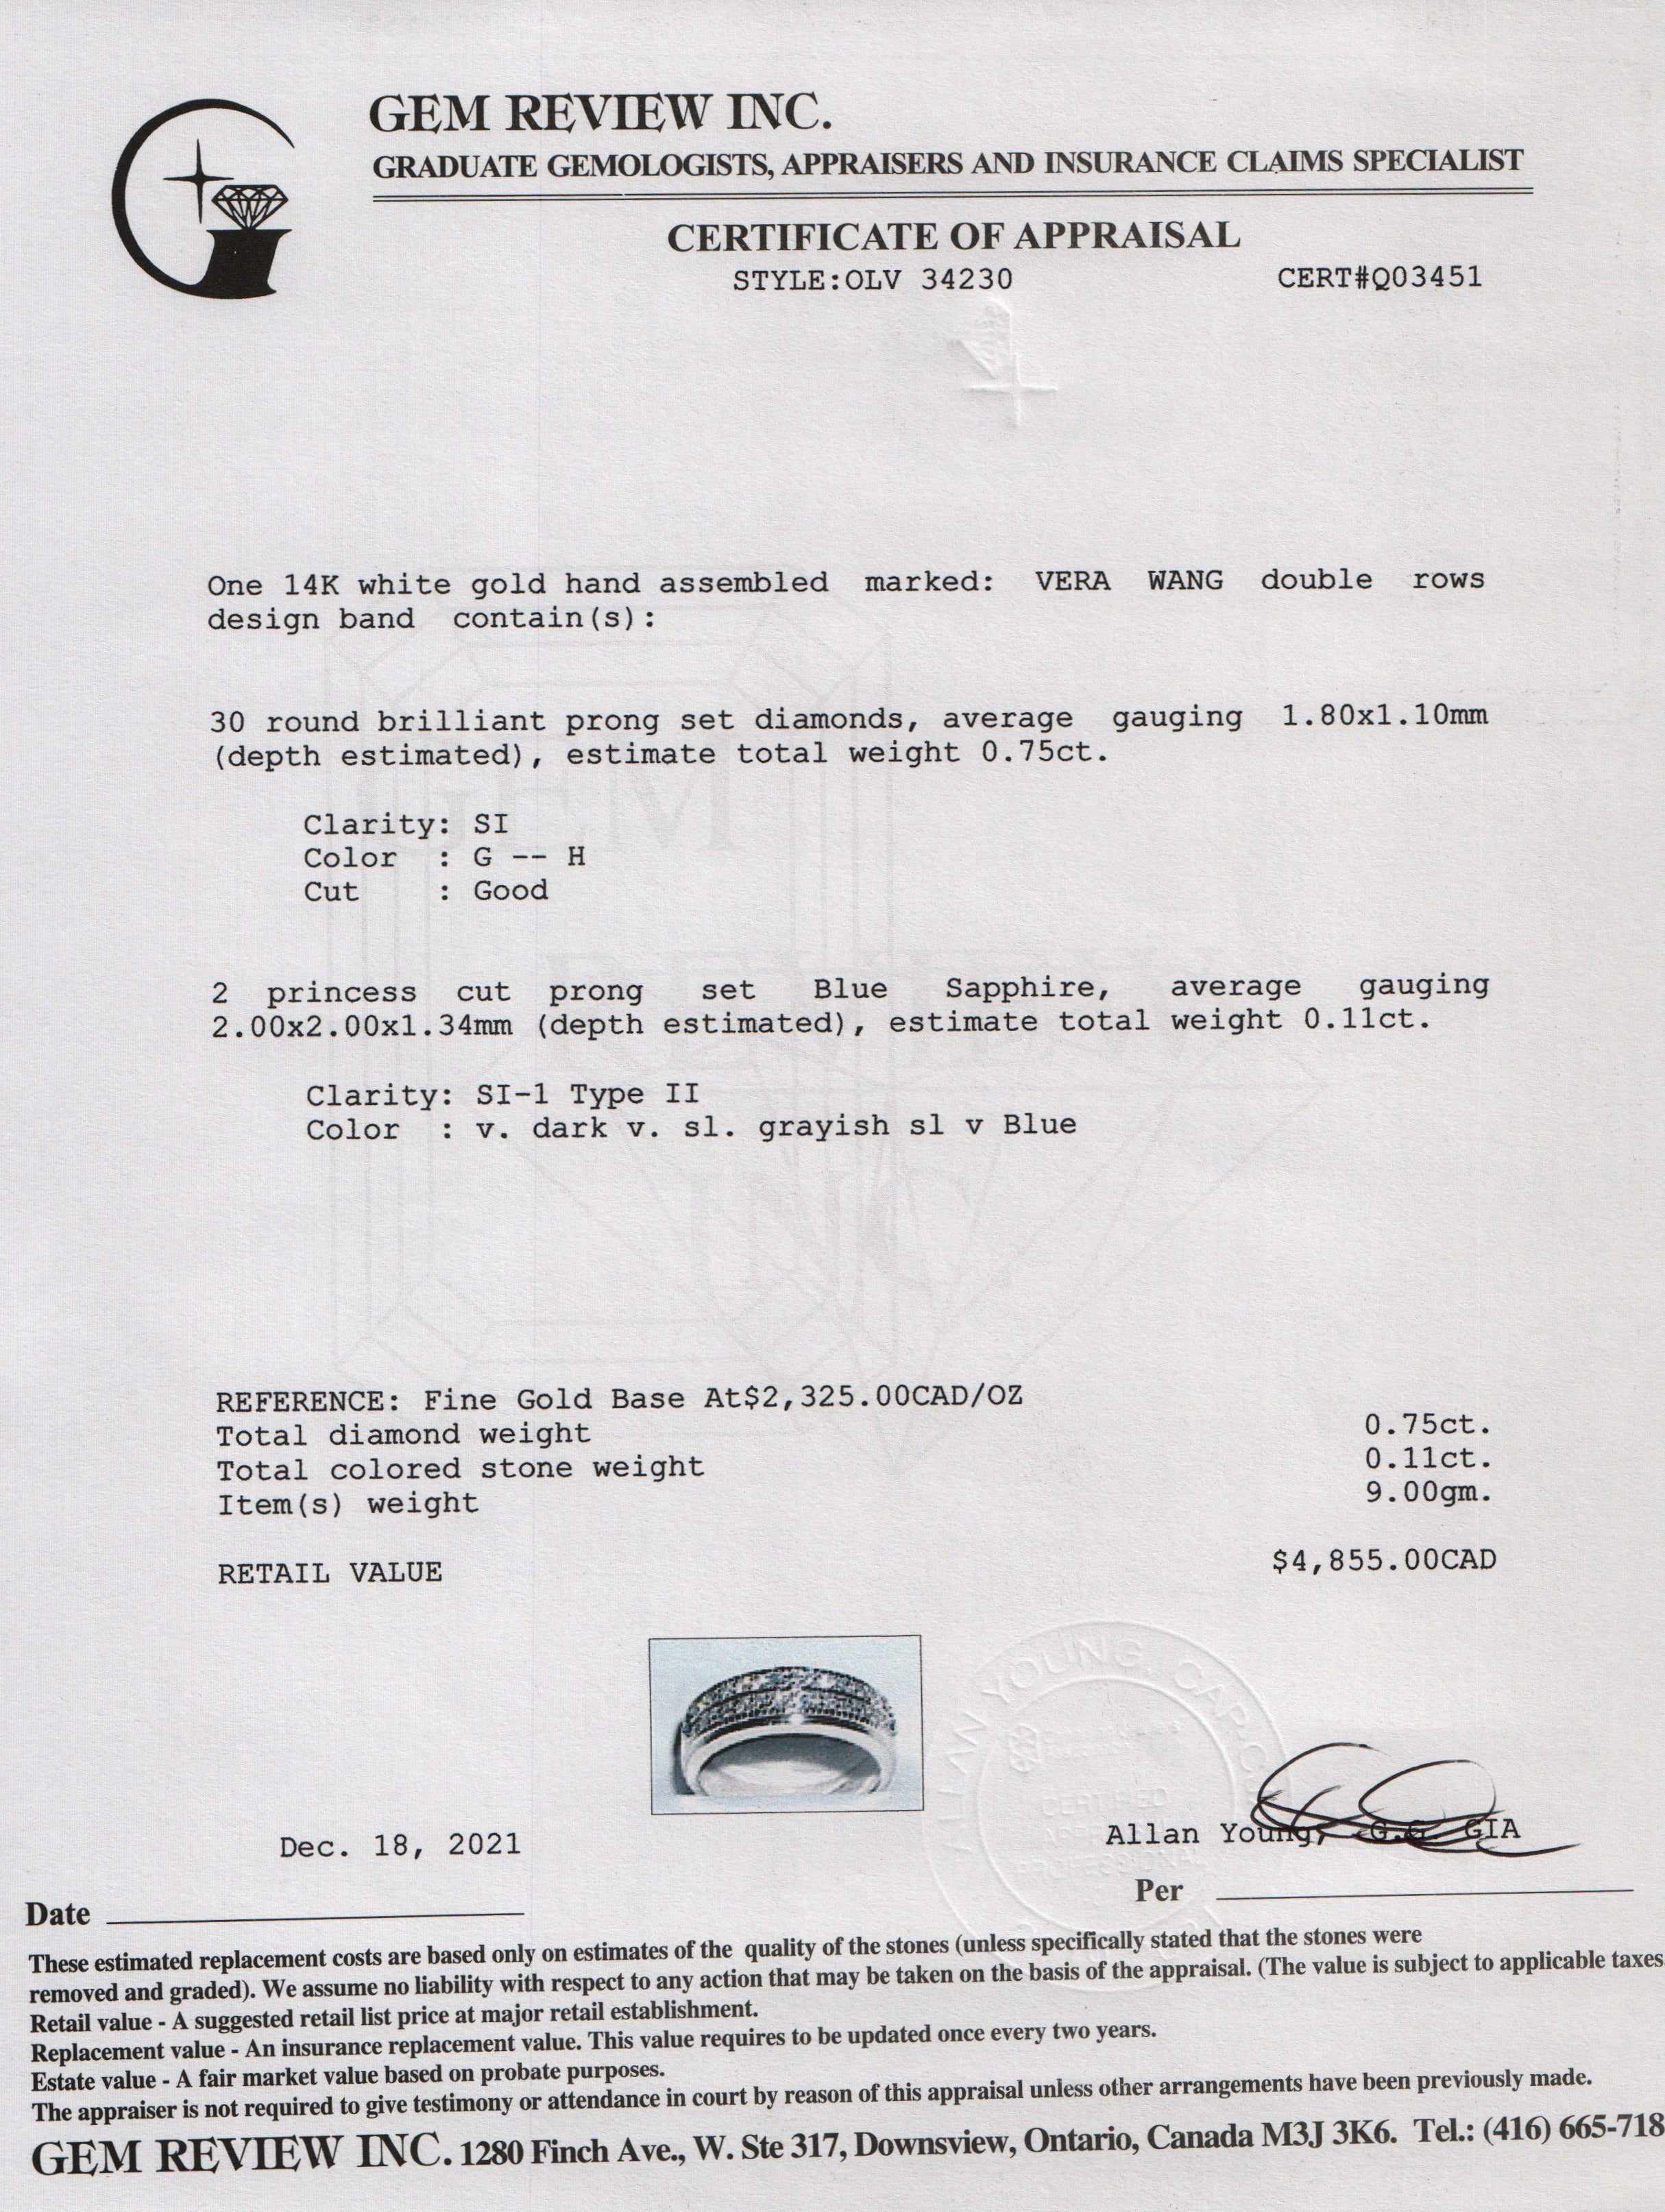 GEM REVIEW INC.
GRADUATE GEMOLOGISTS, APPRAISERS AND INSURANCE CLAIMS SPECIALIST
CERTIFICATE OF APPRAISAL
STYLE:OLV 34230 CERT#Q03451
One 14K white gold hand assembled marked: VERA WANG double rows
design band contain(s):
30 round brilliant prong set diamonds, average gauging 1.80x1.10mm
(depth estimated), estimate total weight 0.75ct.
Clarity: SI
Color : G -- H
Cut : Good
2 princess cut prong set Blue Sapphire, average gauging
2.00x2.00x1.34mm (depth estimated), estimate total weight 0.11ct.
Clarity: SI-1 Type II
Color : v. dark v. sl. grayish sl v Blue
GEM
REVIEW
INC
REFERENCE: Fine Gold Base At$2,325.00CAD/OZ
Total diamond weight 0.75ct.
Total colored stone weight 0.11ct.
Item(s) weight 9.00gm.
RETAIL VALUE $4,855.00CAD
ALLAN YOUNG, CAP
CERTIFIED
PROFESSIONAL
Dec. 18, 2021
Allan Young, G.G. GIA
Per
Date
These estimated replacement costs are based only on estimates of the quality of the stones (unless specifically stated that the stones were
removed and graded). We assume no liability with respect to any action that may be taken on the basis of the appraisal. (The value is subject to applicable taxes
Retail value - A suggested retail list price at major retail establishment.
Replacement value - An insurance replacement value. This value requires to be updated once every two years.
Estate value - A fair market value based on probate purposes.
The appraiser is not required to give testimony or attendance in court by reason of this appraisal unless other arrangements have been previously made.
GEM REVIEW INC. 1280 Finch Ave., W. Ste 317, Downsview, Ontario, Canada M3J 3K6. Tel.: (416) 665-718